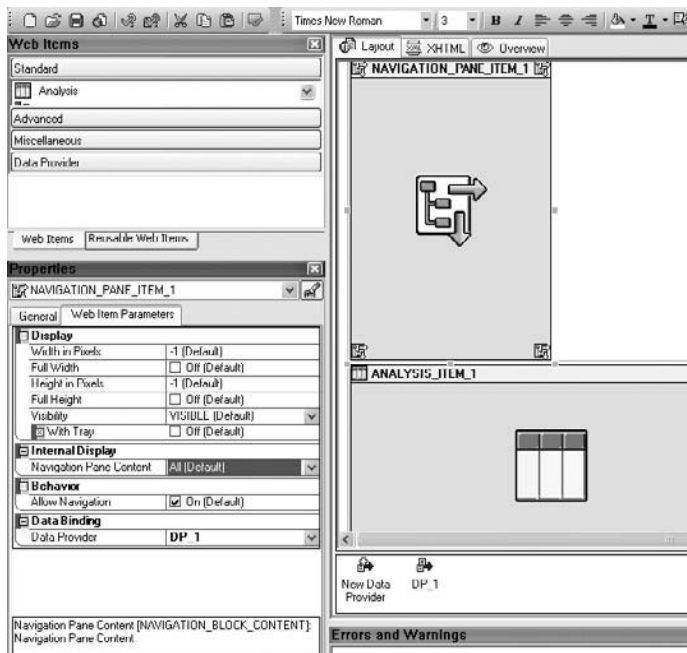 Times New Roman 3 B I T
Web Items
Standard
Analysis
Advanced
Miscellaneous
Data Provider
Web Items Reusable Web Items
Properties
NAVIGATION_PANE_ITEM_1
General Web Item Parameters
Display
Width in Pixels -1 (Default)
Full Width Off (Default)
Height in Pixels -1 (Default)
Full Height Off (Default)
Visibility VISIBLE (Default)
With Tray Off (Default)
Internal Display
Navigation Pane Content All (Default)
Behavior
Allow Navigation On (Default)
Data Binding
Data Provider DP_1
Navigation Pane Content [NAVIGATION_BLOCK_CONTENT]:
Navigation Pane Content
Layout XHTML Overview
NAVIGATION_PANE_ITEM_1
ANALYSIS_ITEM_1
New Data Provider
DP_1
Errors and Warnings